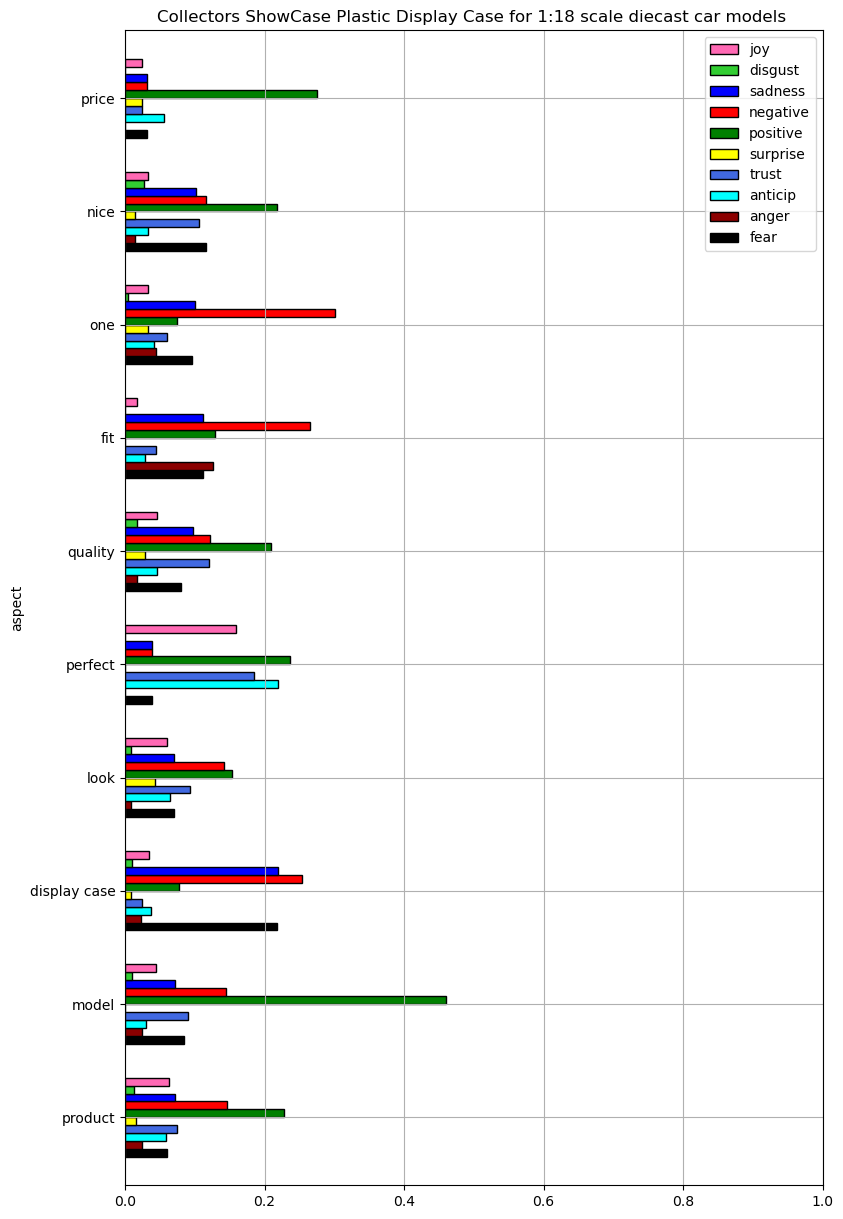 Collectors ShowCase Plastic Display Case for 1:18 scale diecast car models
joy
disgust
sadness
negative
positive
surprise
trust
anticip
anger
fear
price
nice
one
fit
quality
perfect
look
display case
model
product
aspect
0.0 0.2 0.4 0.6 0.8 1.0